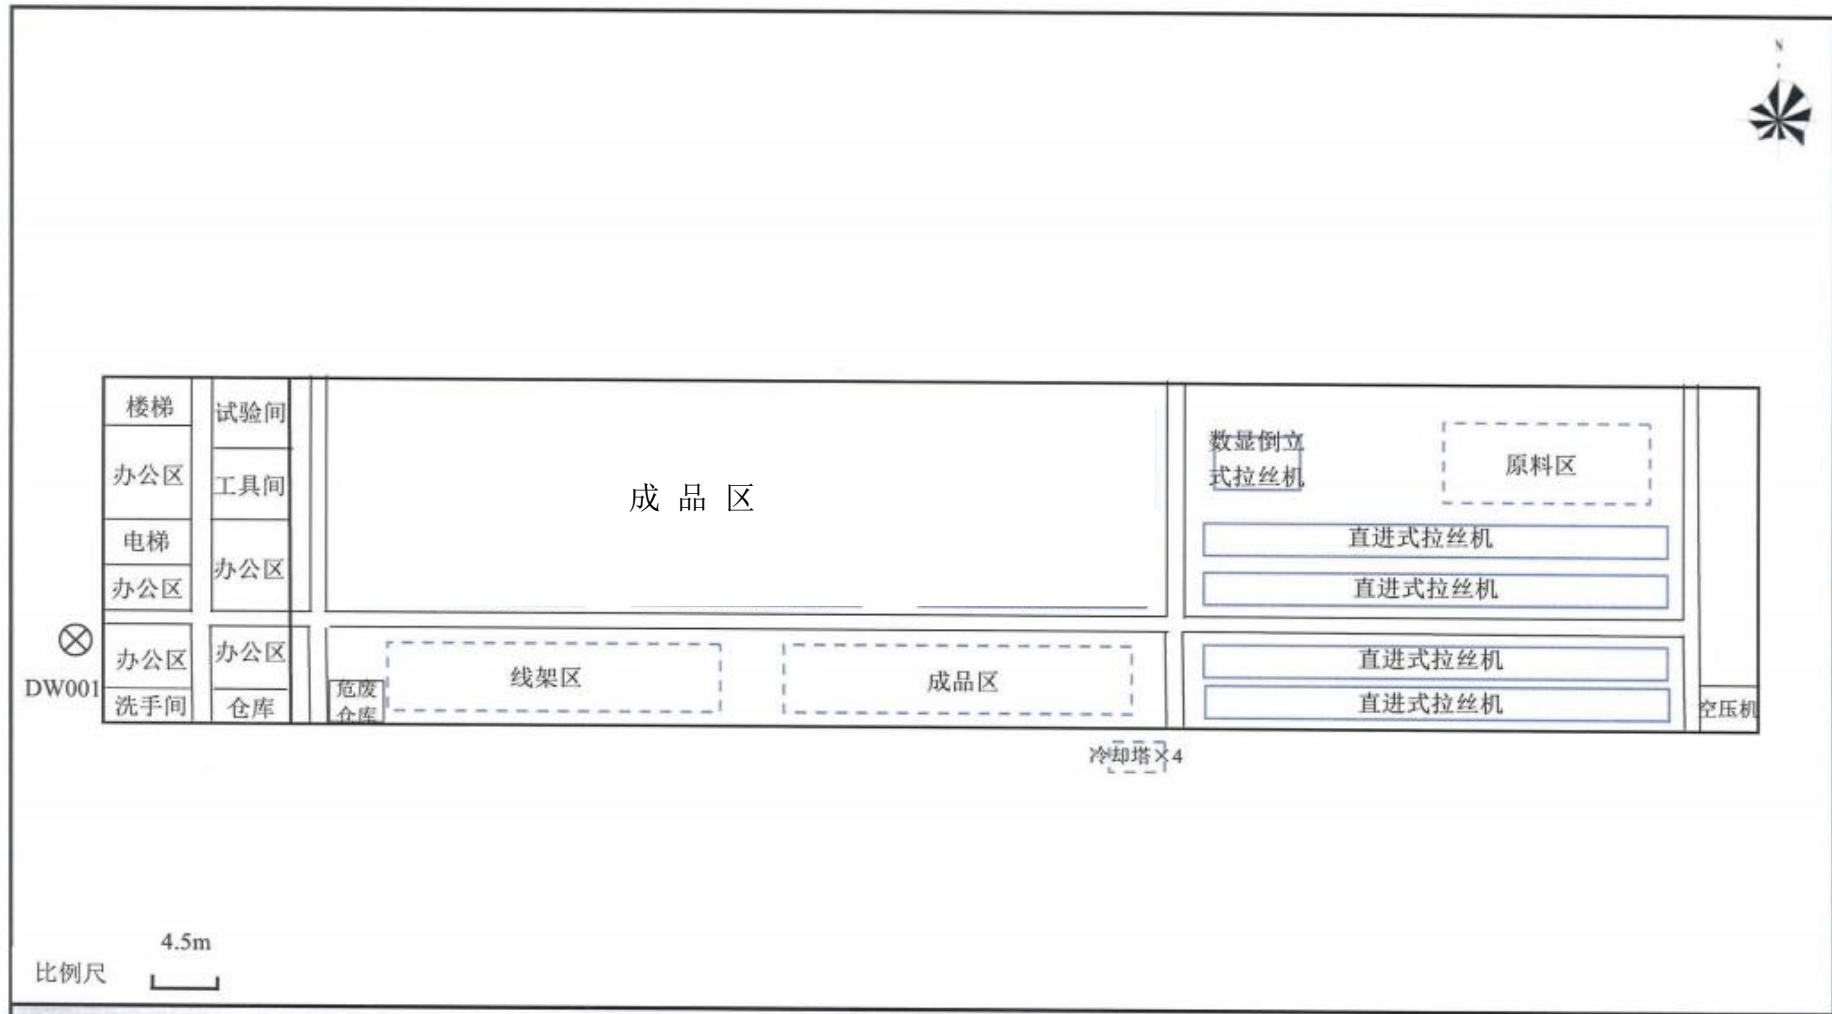 N
楼梯
试验间
办公区
工具间
电梯
办公区
办公区
成品区
数显倒立
式拉丝机
原料区
直进式拉丝机
直进式拉丝机
DW001
办公区
办公区
洗手间
仓库
危废
仓库
线架区
成品区
直进式拉丝机
直进式拉丝机
空压机
冷却塔×4
4.5m
比例尺